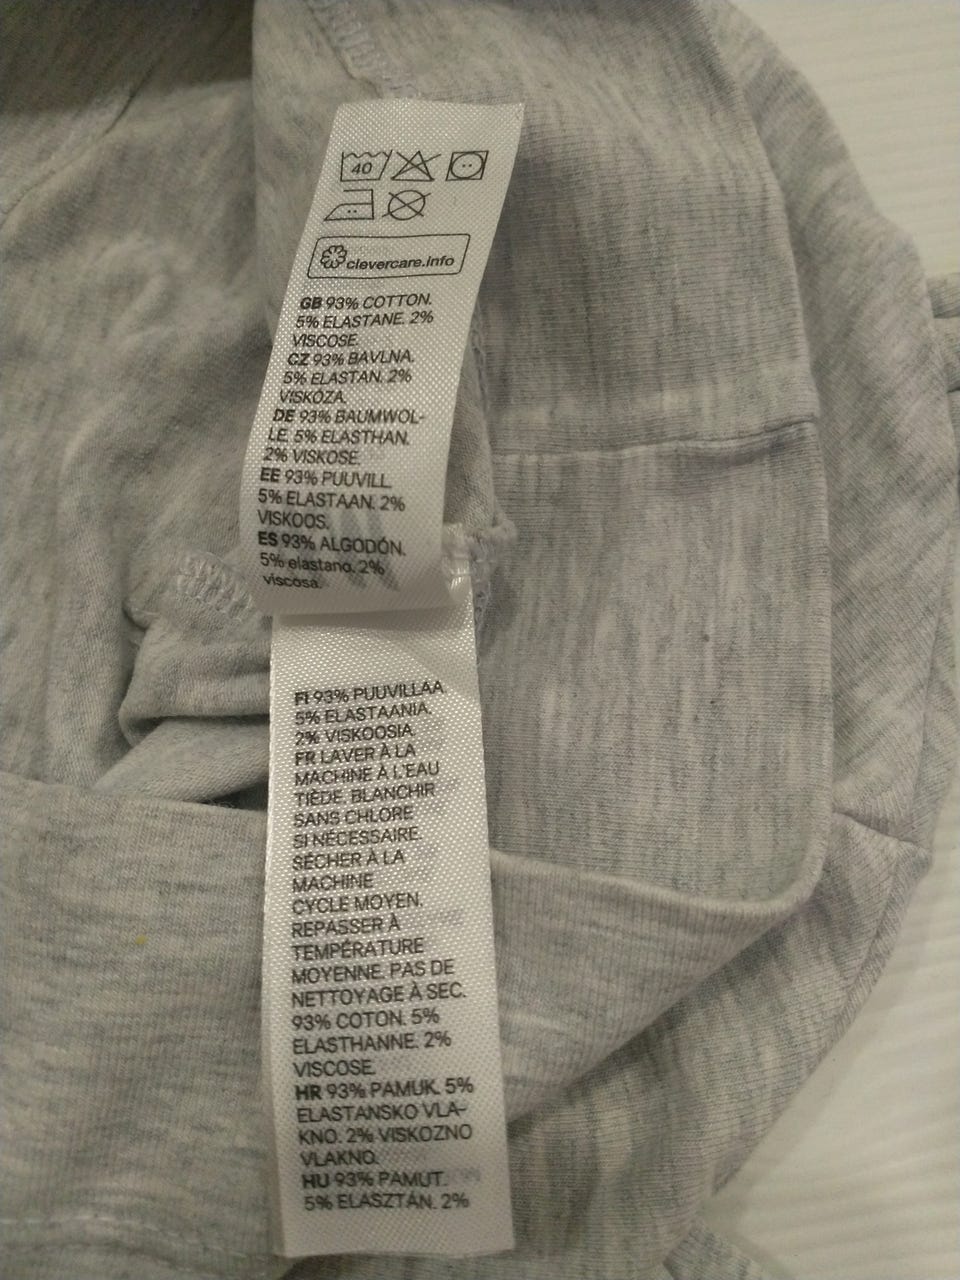 40
clevercare.info
GB 93% COTTON.
5% ELASTANE. 2%
VISCOSE.
CZ 93% BAVLNA.
5% ELASTAN. 2%
VISKÓZA.
DE 93% BAUMWOL-
LE. 5% ELASTHAN.
2% VISKOSE.
EE 93% PUUVILL.
5% ELASTAAN. 2%
VISKOOS.
ES 93% ALGODÓN.
5% elastano. 2%
viscosa.
FI 93% PUUVILLAA
5% ELASTAANIA.
2% VISKOOSIA.
FR LAVER À LA
MACHINE À L'EAU
TIÈDE. BLANCHIR
SANS CHLORE
SI NÉCESSAIRE.
SÉCHER À LA
MACHINE
CYCLE MOYEN.
REPASSER À
TEMPÉRATURE
MOYENNE. PAS DE
NETTOYAGE À SEC.
93% COTON. 5%
ELASTHANNE. 2%
VISCOSE.
HR 93% PAMUK. 5%
ELASTANSKO VLA-
KNO. 2% VISKOZNO
VLAKNO.
HU 93% PAMUT.
5% ELASZTÁN. 2%